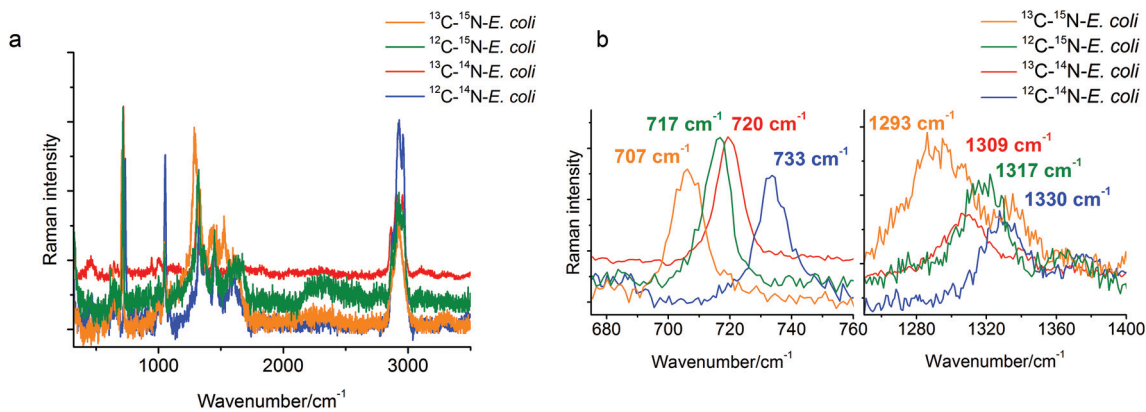 a
¹³C-¹⁵N-E. coli
¹²C-¹⁵N-E. coli
¹³C-¹⁴N-E. coli
¹²C-¹⁴N-E. coli
Raman intensity
1000 2000 3000
Wavenumber/cm⁻¹
b
¹³C-¹⁵N-E. coli
¹²C-¹⁵N-E. coli
¹³C-¹⁴N-E. coli
¹²C-¹⁴N-E. coli
717 cm⁻¹ 720 cm⁻¹
707 cm⁻¹ 733 cm⁻¹
Raman intensity
680 700 720 740 760
Wavenumber/cm⁻¹
1293 cm⁻¹
1309 cm⁻¹
1317 cm⁻¹
1330 cm⁻¹
1280 1320 1360 1400
Wavenumber/cm⁻¹